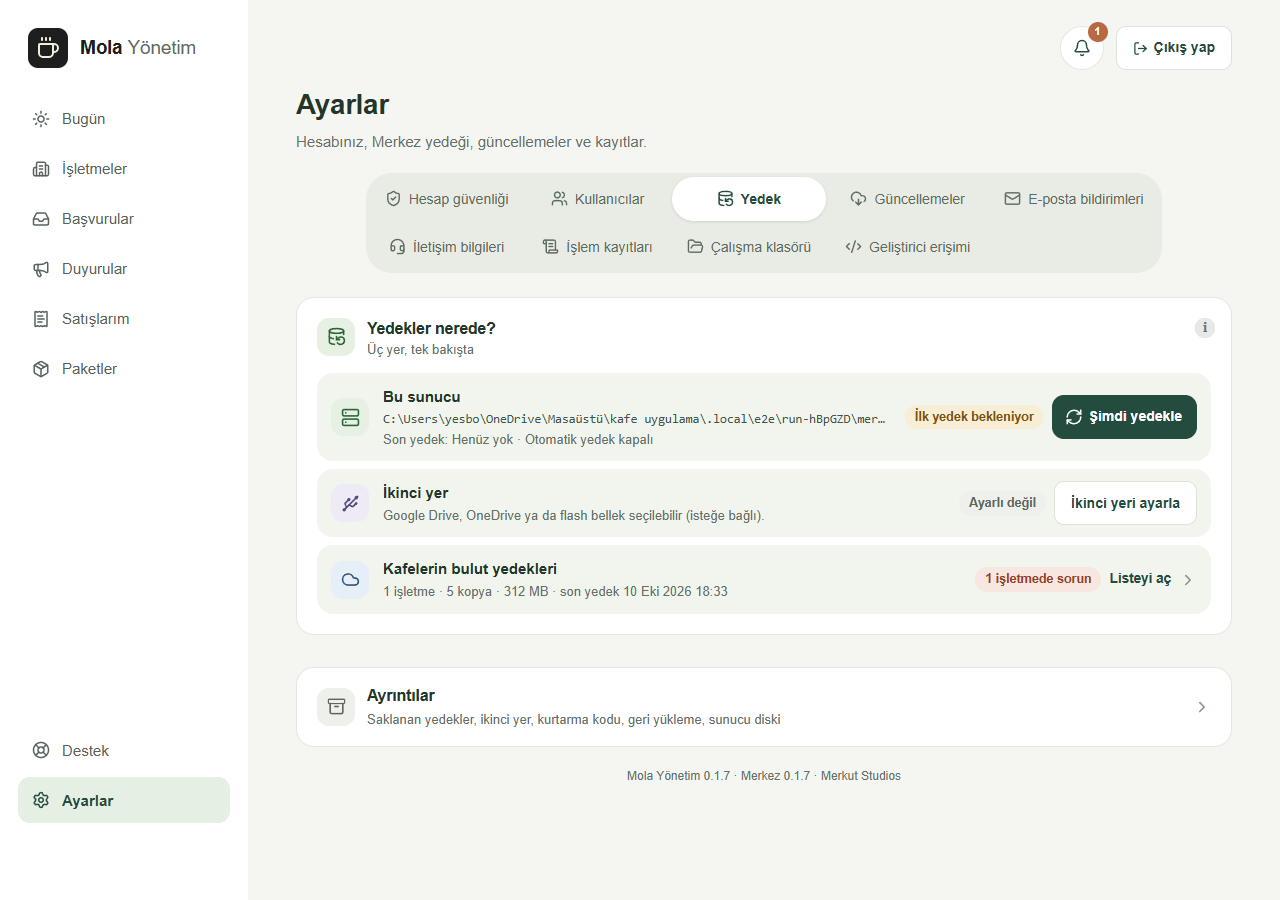 Mola Yönetim
Bugün
İşletmeler
Başvurular
Duyurular
Satışlarım
Paketler
Destek
Ayarlar
1
Çıkış yap
Ayarlar
Hesabınız, Merkez yedeği, güncellemeler ve kayıtlar.
Hesap güvenliği
Kullanıcılar
Yedek
Güncellemeler
E-posta bildirimleri
İletişim bilgileri
İşlem kayıtları
Çalışma klasörü
Geliştirici erişimi
Yedekler nerede?
Üç yer, tek bakışta
i
Bu sunucu
C:\Users\yesbo\OneDrive\Masaüstü\kafe uygulama\.local\e2e\run-hBpGZD\mer…
Son yedek: Henüz yok · Otomatik yedek kapalı
İlk yedek bekleniyor
Şimdi yedekle
İkinci yer
Google Drive, OneDrive ya da flash bellek seçilebilir (isteğe bağlı).
Ayarlı değil
İkinci yeri ayarla
Kafelerin bulut yedekleri
1 işletme · 5 kopya · 312 MB · son yedek 10 Eki 2026 18:33
1 işletmede sorun
Listeyi aç
Ayrıntılar
Saklanan yedekler, ikinci yer, kurtarma kodu, geri yükleme, sunucu diski
Mola Yönetim 0.1.7 · Merkez 0.1.7 · Merkut Studios